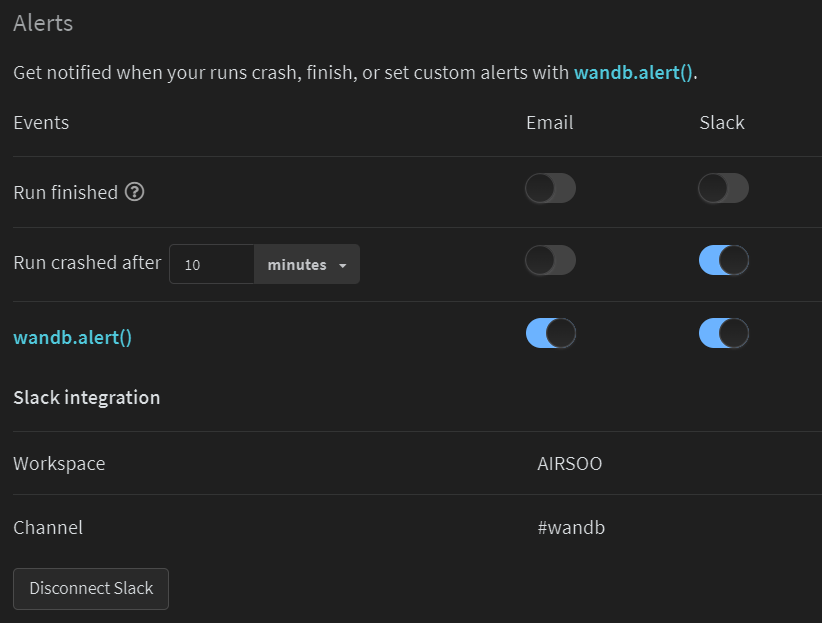 Alerts
Get notified when your runs crash, finish, or set custom alerts with wandb.alert().
Events Email Slack
Run finished ?
Run crashed after 10 minutes
wandb.alert()
Slack integration
Workspace AIRSOO
Channel #wandb
Disconnect Slack